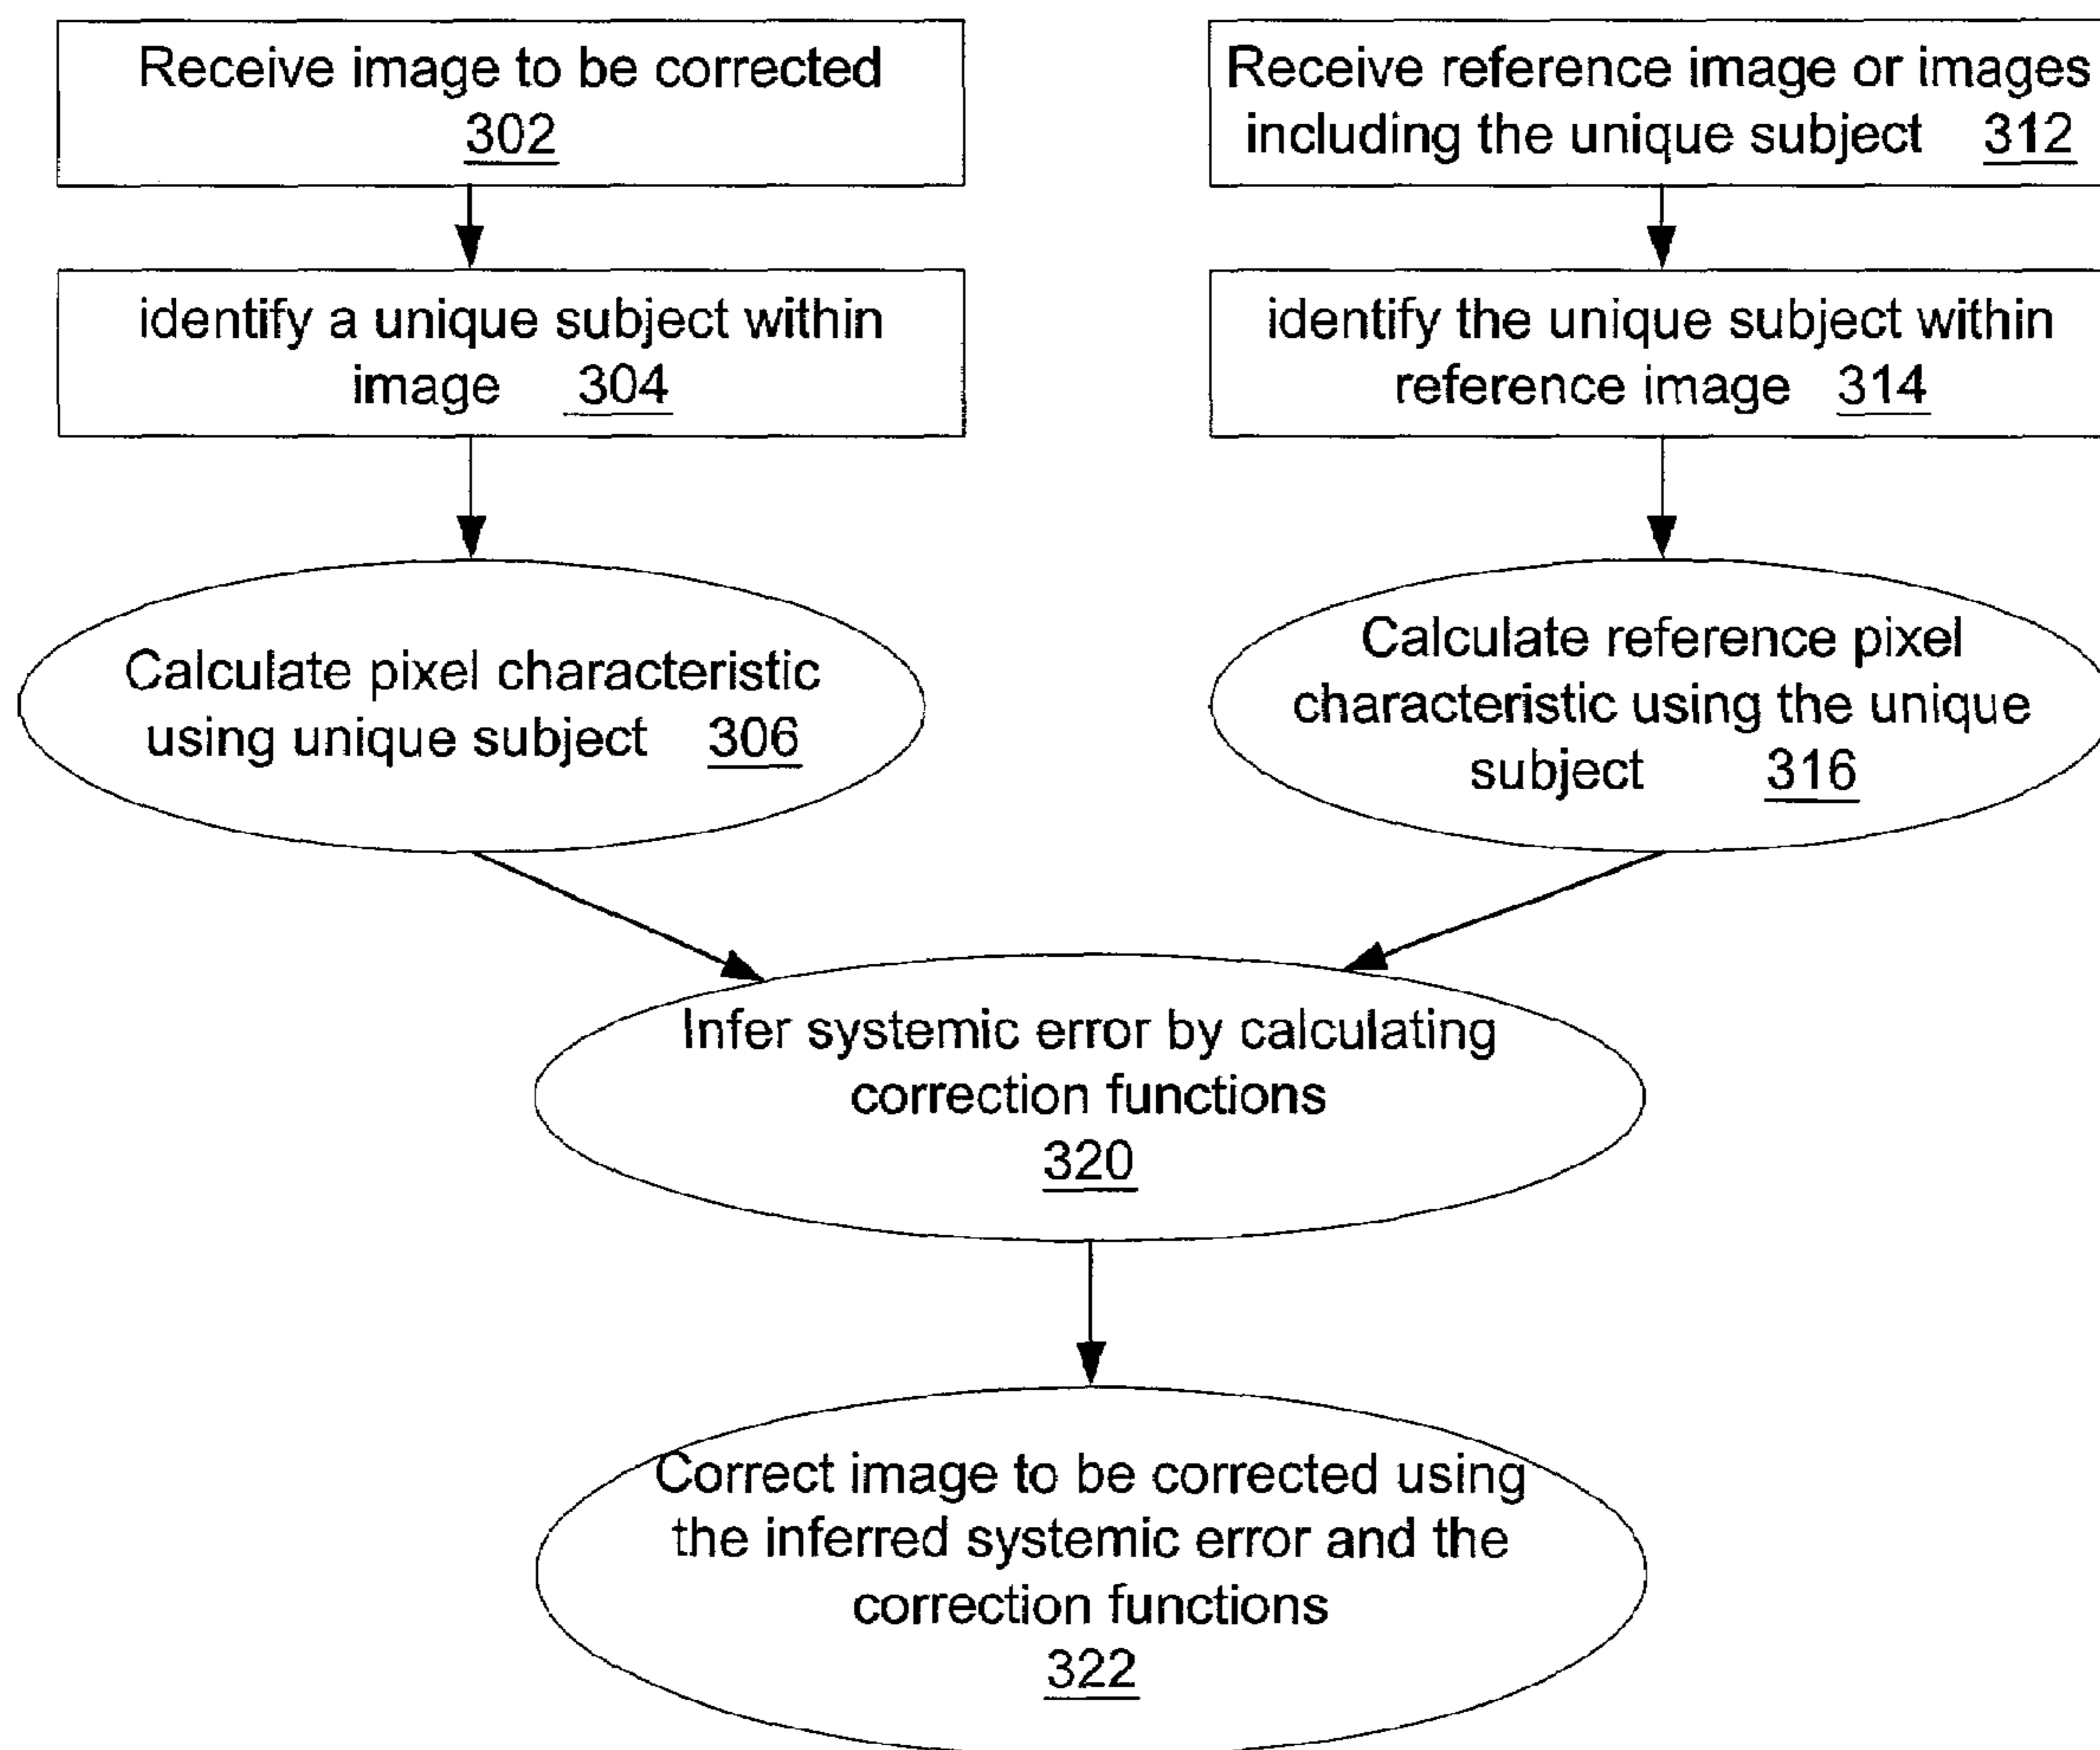 Receive image to be corrected
302
Receive reference image or images
including the unique subject 312
identify a unique subject within
image 304
identify the unique subject within
reference image 314
Calculate pixel characteristic
using unique subject 306
Calculate reference pixel
characteristic using the unique
subject 316
Infer systemic error by calculating
correction functions
320
Correct image to be corrected using
the inferred systemic error and the
correction functions
322